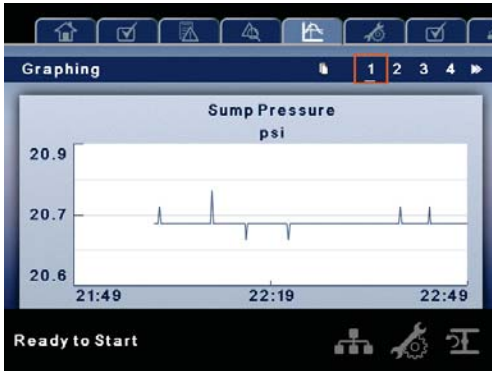 Graphing 1 2 3 4
Sump Pressure
psi
20.9
20.7
20.6
21:49 22:19 22:49
Ready to Start